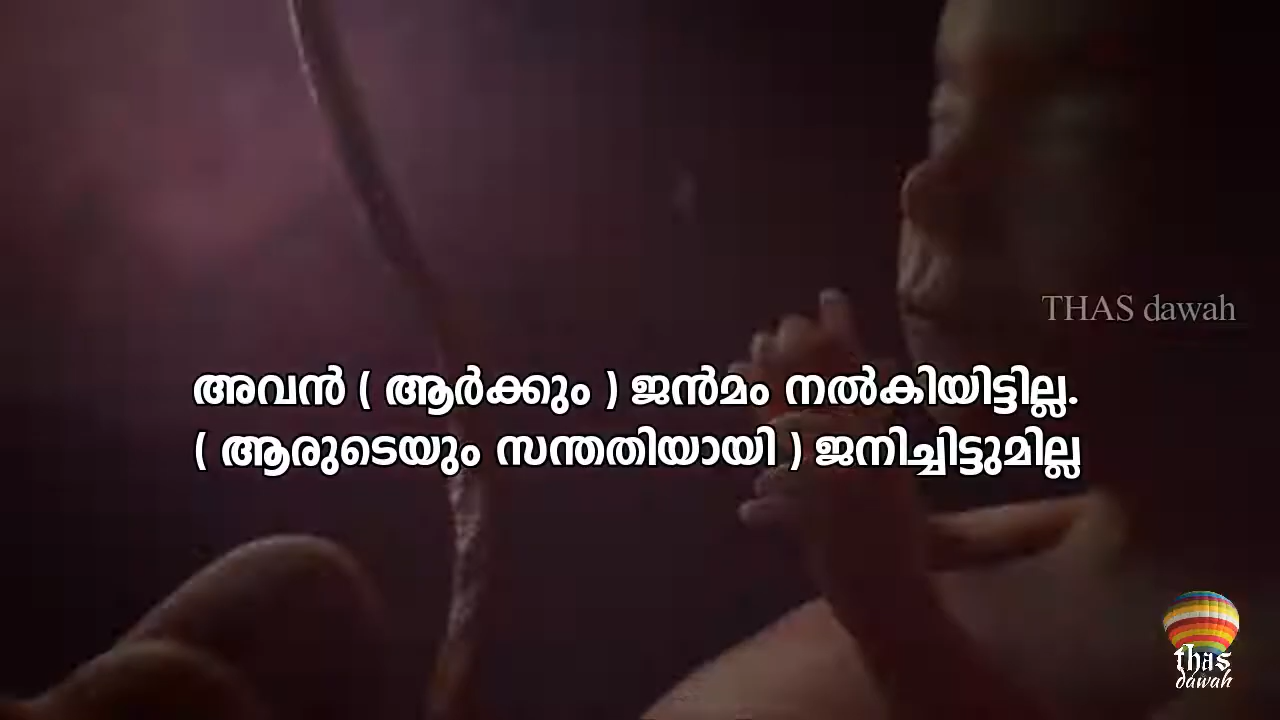 THAS dawah
അവൻ ( ആർക്കും ) ജൻമം നൽകിയിട്ടില്ല.
( ആരുടെയും സന്തതിയായി ) ജനിച്ചിട്ടുമില്ല
thas
dawah